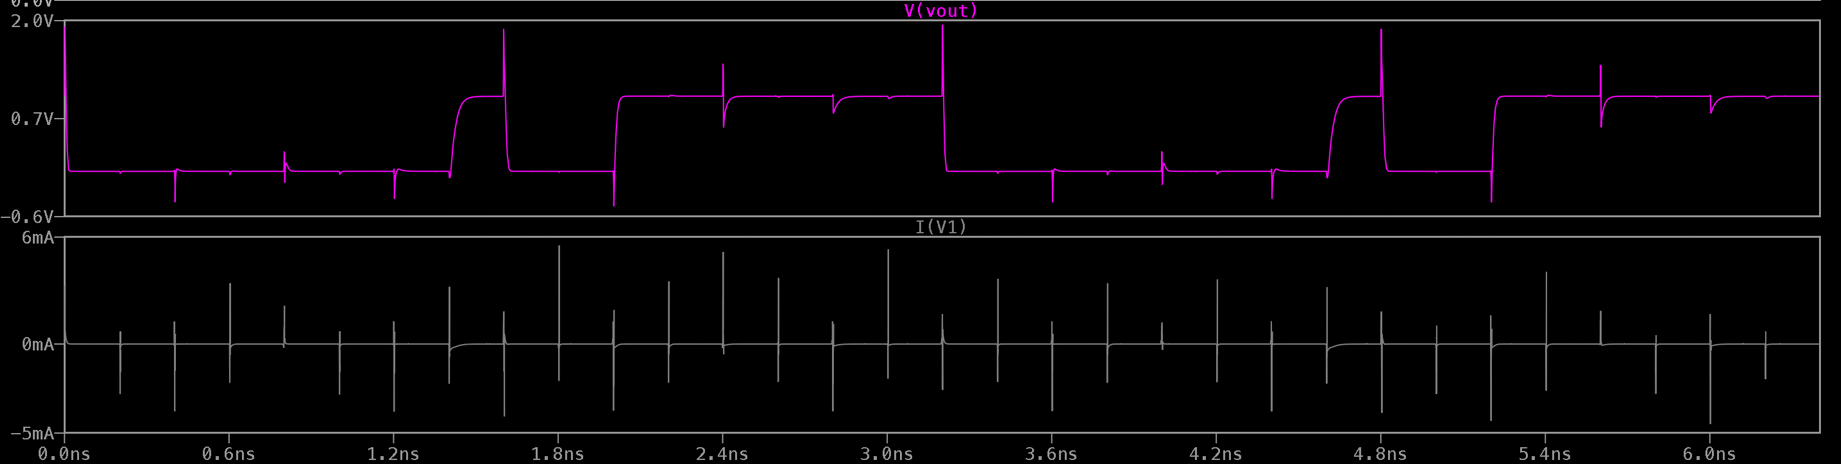 0.0V
V(vout)
2.0V
0.7V
−0.6V
I(V1)
6mA
0mA
−5mA
0.0ns 0.6ns 1.2ns 1.8ns 2.4ns 3.0ns 3.6ns 4.2ns 4.8ns 5.4ns 6.0ns